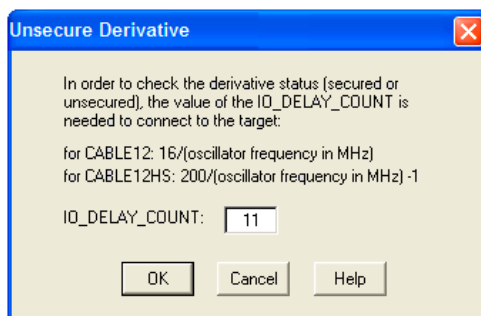 Unsecure Derivative
In order to check the derivative status (secured or
unsecured), the value of the IO_DELAY_COUNT is
needed to connect to the target:
for CABLE12: 16/(oscillator frequency in MHz)
for CABLE12HS: 200/(oscillator frequency in MHz) -1
IO_DELAY_COUNT: 11
OK Cancel Help